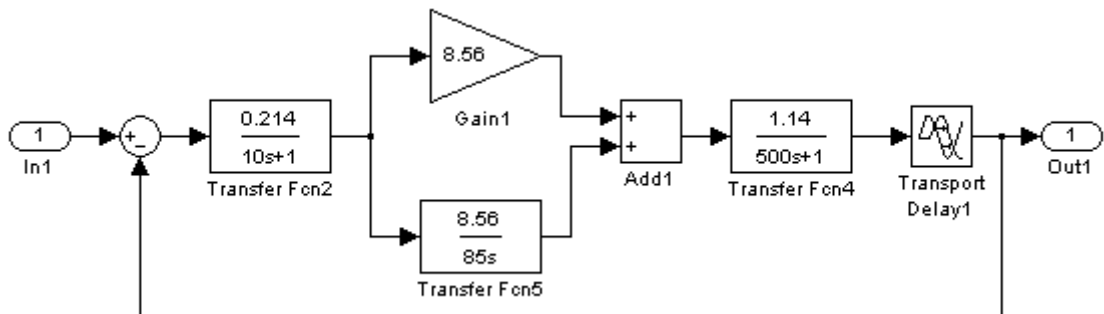 1
In1
+
−
0.214
10s+1
Transfer Fcn2
8.56
Gain1
8.56
85s
Transfer Fcn5
+
+
Add1
1.14
500s+1
Transfer Fcn4
Transport
Delay1
1
Out1